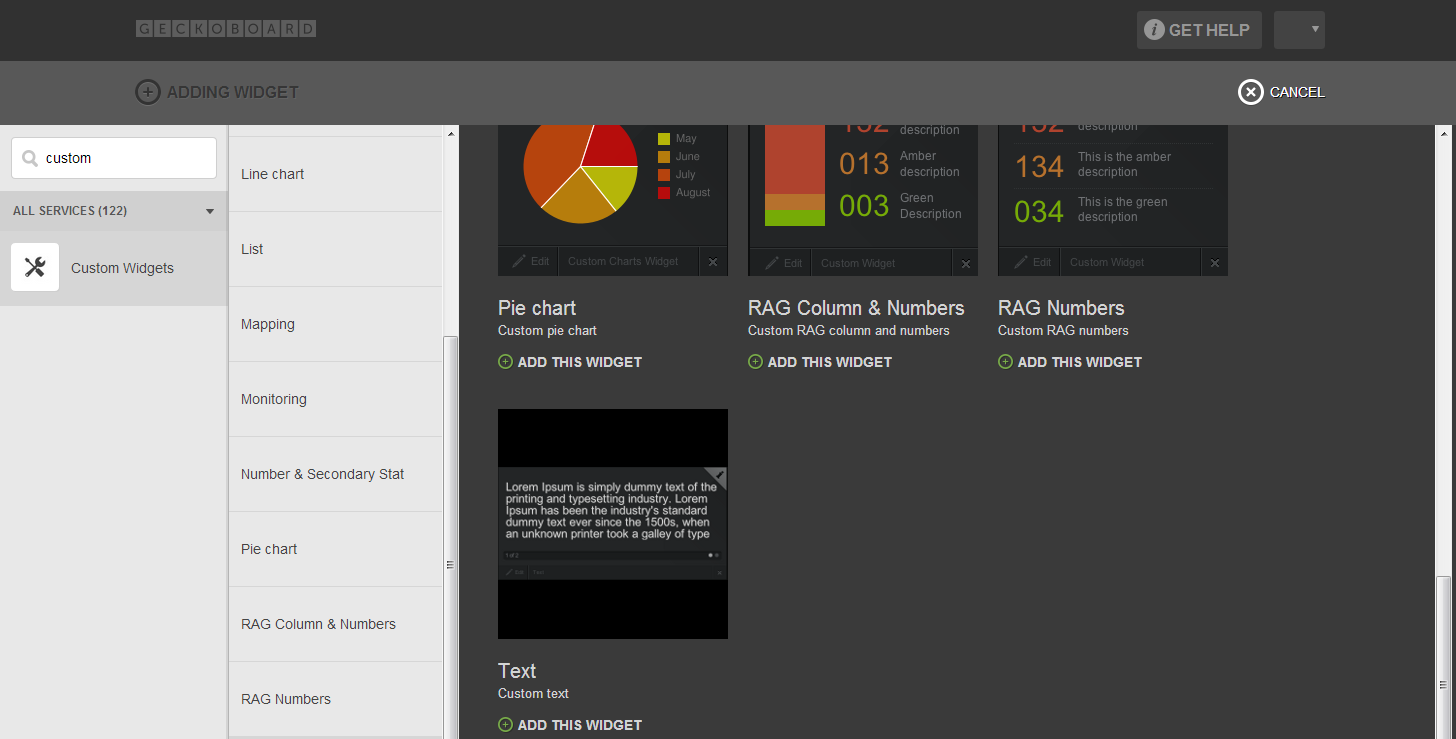 GECKOBOARD
GET HELP
ADDING WIDGET
CANCEL
custom
ALL SERVICES (122)
Custom Widgets
Line chart
List
Mapping
Monitoring
Number & Secondary Stat
Pie chart
RAG Column & Numbers
RAG Numbers
May
June
July
August
Edit
Custom Charts Widget
Pie chart
Custom pie chart
ADD THIS WIDGET
description
013
Amber
description
003
Green
Description
Edit
Custom Widget
RAG Column & Numbers
Custom RAG column and numbers
ADD THIS WIDGET
description
134
This is the amber
description
034
This is the green
description
Edit
Custom Widget
RAG Numbers
Custom RAG numbers
ADD THIS WIDGET
Lorem Ipsum is simply dummy text of the
printing and typesetting industry. Lorem
Ipsum has been the industry's standard
dummy text ever since the 1500s, when
an unknown printer took a galley of type
1 of 2
Edit
Text
Text
Custom text
ADD THIS WIDGET